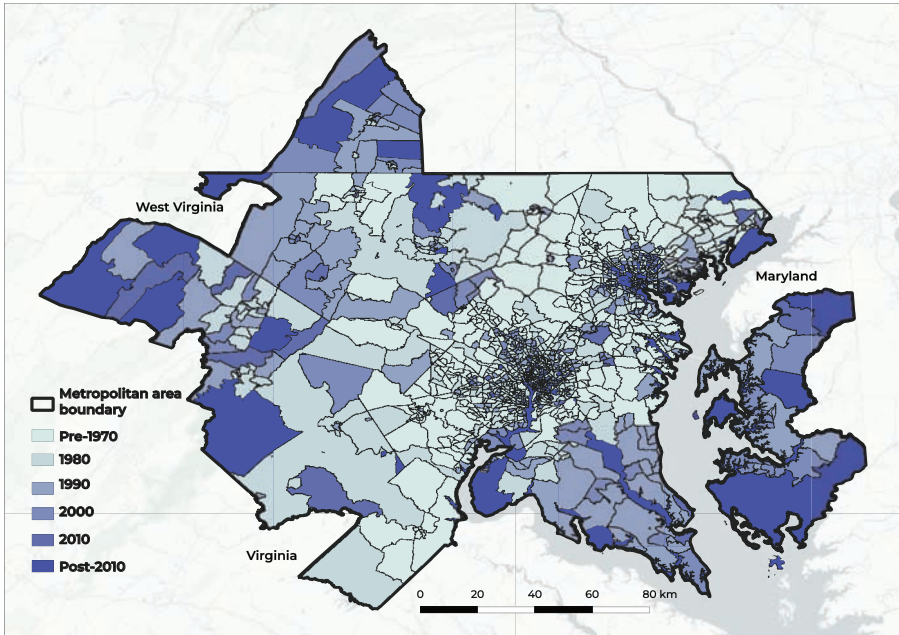 West Virginia
Maryland
Metropolitan area
boundary
Pre-1970
1980
1990
2000
2010
Post-2010
Virginia
0 20 40 60 80 km